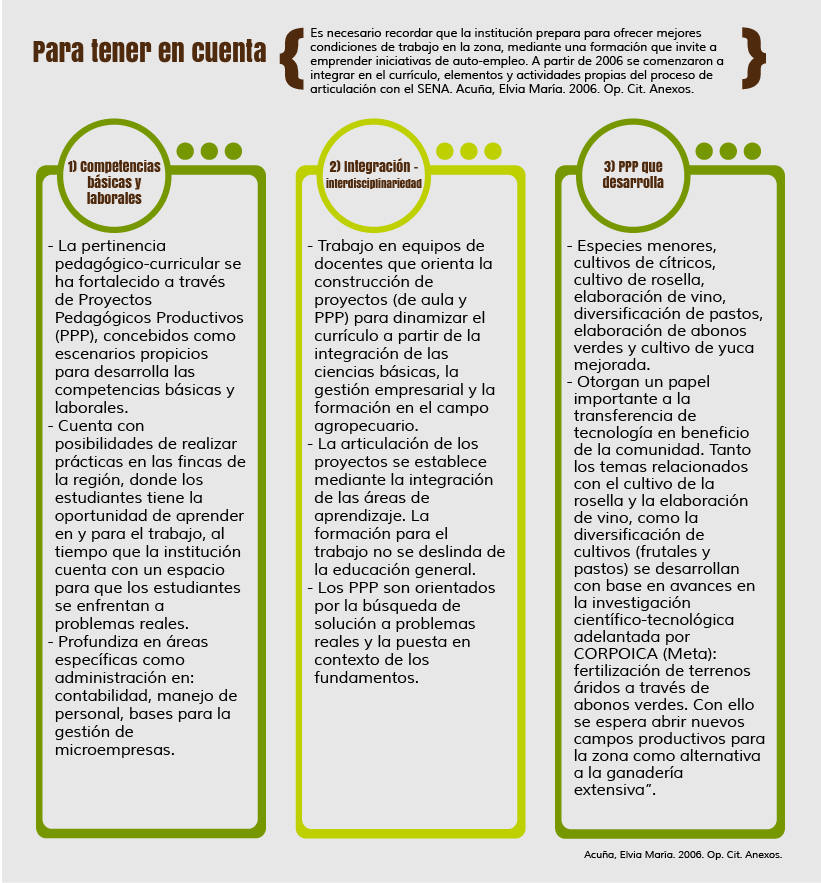 Para tener en cuenta
Es necesario recordar que la institución prepara para ofrecer mejores
condiciones de trabajo en la zona, mediante una formación que invite a
emprender iniciativas de auto-empleo. A partir de 2006 se comenzaron a
integrar en el currículo, elementos y actividades propias del proceso de
articulación con el SENA. Acuña, Elvia María. 2006. Op. Cit. Anexos.
1) Competencias
básicas y
laborales
- La pertinencia
pedagógico-curricular se
ha fortalecido a través
de Proyectos
Pedagógicos Productivos
(PPP), concebidos como
escenarios propicios
para desarrolla las
competencias básicas y
laborales.
- Cuenta con
posibilidades de realizar
prácticas en las fincas de
la región, donde los
estudiantes tiene la
oportunidad de aprender
en y para el trabajo, al
tiempo que la institución
cuenta con un espacio
para que los estudiantes
se enfrentan a
problemas reales.
- Profundiza en áreas
específicas como
administración en:
contabilidad, manejo de
personal, bases para la
gestión de
microempresas.
2) Integración -
interdisciplinariedad
- Trabajo en equipos de
docentes que orienta la
construcción de
proyectos (de aula y
PPP) para dinamizar el
currículo a partir de la
integración de las
ciencias básicas, la
gestión empresarial y la
formación en el campo
agropecuario.
- La articulación de los
proyectos se establece
mediante la integración
de las áreas de
aprendizaje. La
formación para el
trabajo no se deslinda de
la educación general.
- Los PPP son orientados
por la búsqueda de
solución a problemas
reales y la puesta en
contexto de los
fundamentos.
3) PPP que
desarrolla
- Especies menores,
cultivos de cítricos,
cultivo de rosella,
elaboración de vino,
diversificación de pastos,
elaboración de abonos
verdes y cultivo de yuca
mejorada.
- Otorgan un papel
importante a la
transferencia de
tecnología en beneficio
de la comunidad. Tanto
los temas relacionados
con el cultivo de la
rosella y la elaboración
de vino, como la
diversificación de
cultivos (frutales y
pastos) se desarrollan
con base en avances en
la investigación
científico-tecnológica
adelantada por
CORPOICA (Meta):
fertilización de terrenos
áridos a través de
abonos verdes. Con ello
se espera abrir nuevos
campos productivos para
la zona como alternativa
a la ganadería
extensiva”.
Acuña, Elvia María. 2006. Op. Cit. Anexos.